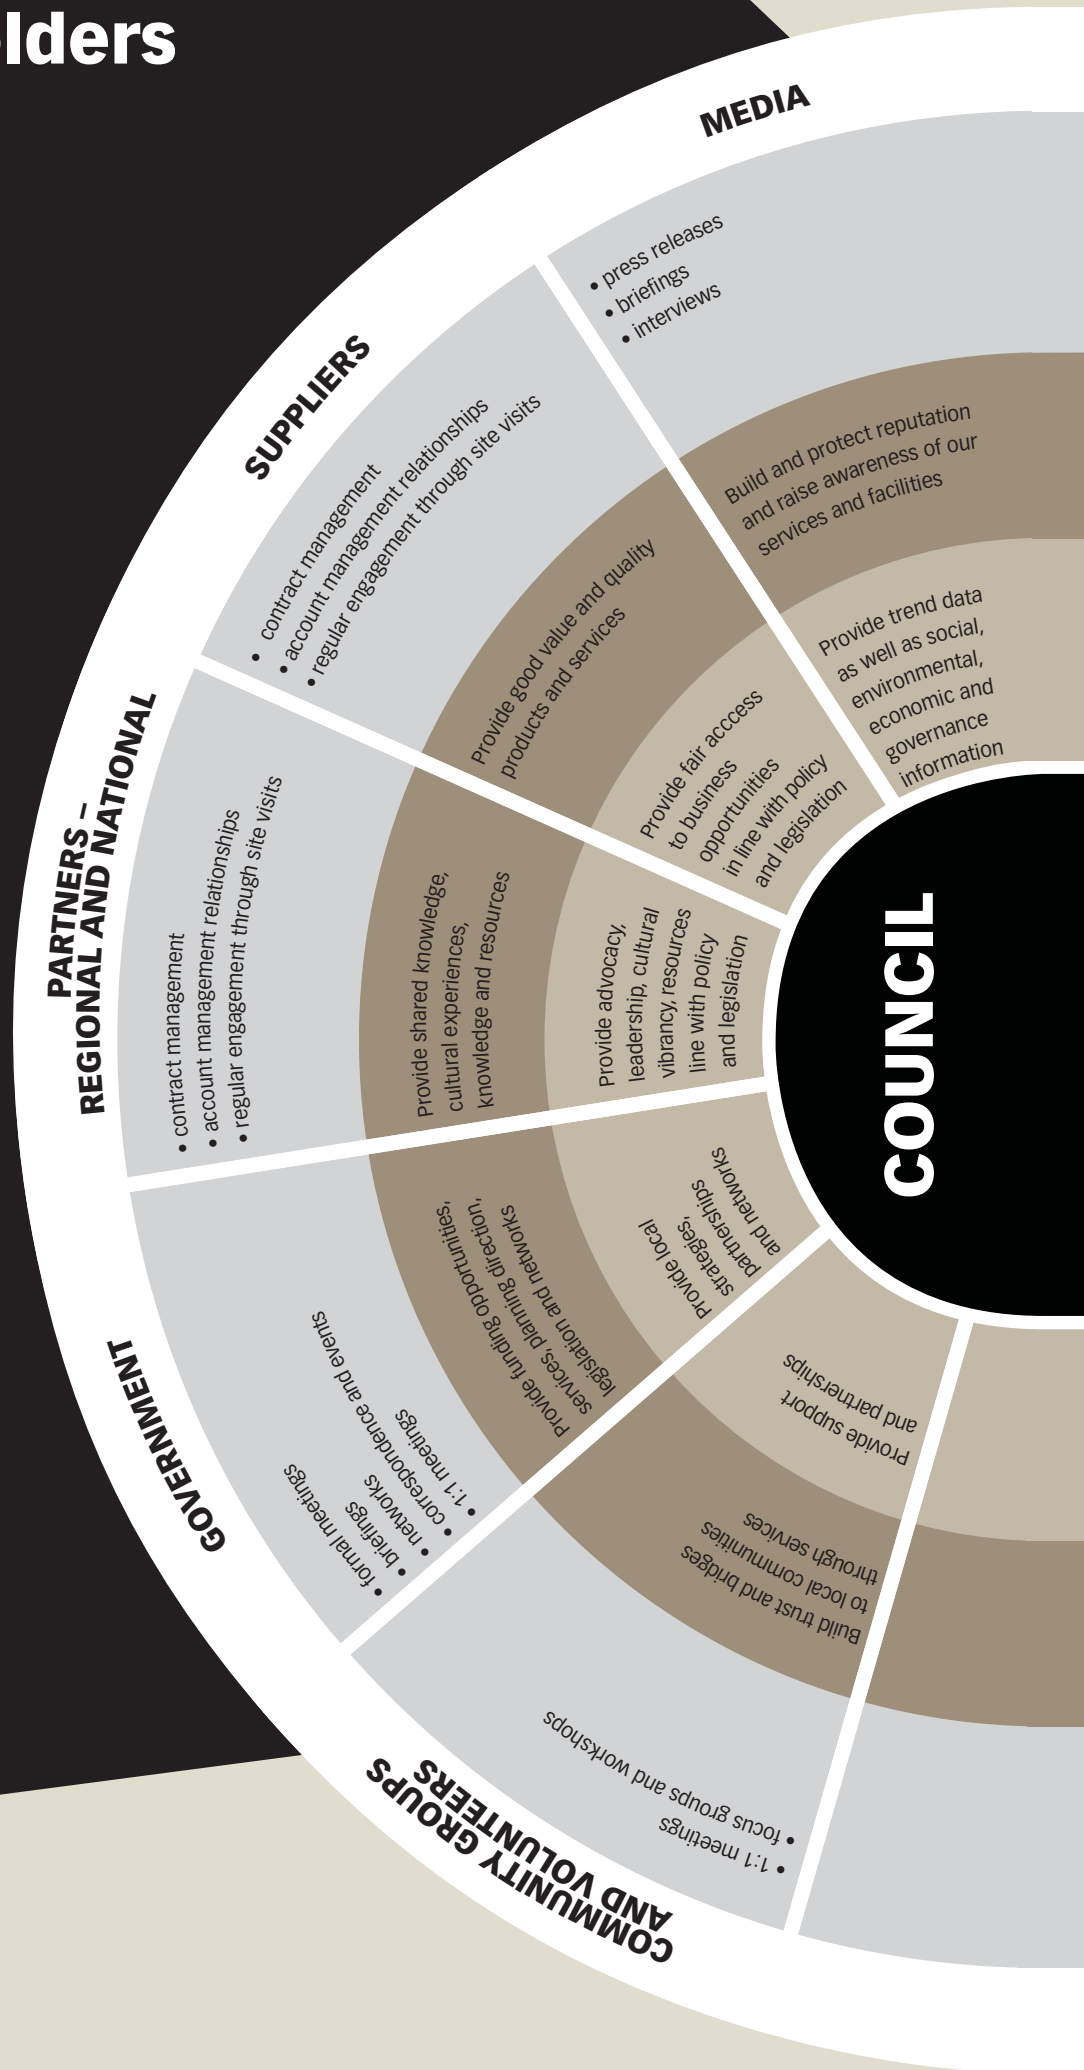 lders
MEDIA
• press releases
• briefings
• interviews
Build and protect reputation
and raise awareness of our
services and facilities
Provide trend data
as well as social,
environmental,
economic and
governance
information
SUPPLIERS
• contract management
• account management relationships
• regular engagement through site visits
Provide good value and quality
products and services
Provide fair acccess
to business
opportunities
in line with policy
and legislation
PARTNERS –
REGIONAL AND NATIONAL
• contract management
• account management relationships
• regular engagement through site visits
Provide shared knowledge,
cultural experiences,
knowledge and resources
Provide advocacy,
leadership, cultural
vibrancy, resources
line with policy
and legislation
COUNCIL
GOVERNMENT
• formal meetings
• briefings
• networks
• correspondence and events
• 1:1 meetings
Provide funding opportunities,
services, planning direction,
legislation and networks
Provide local
strategies,
partnerships
and networks
COMMUNITY GROUPS
AND VOLUNTEERS
• 1:1 meetings
• focus groups and workshops
Build trust and bridges
to local communities
through services
Provide support
and partnerships